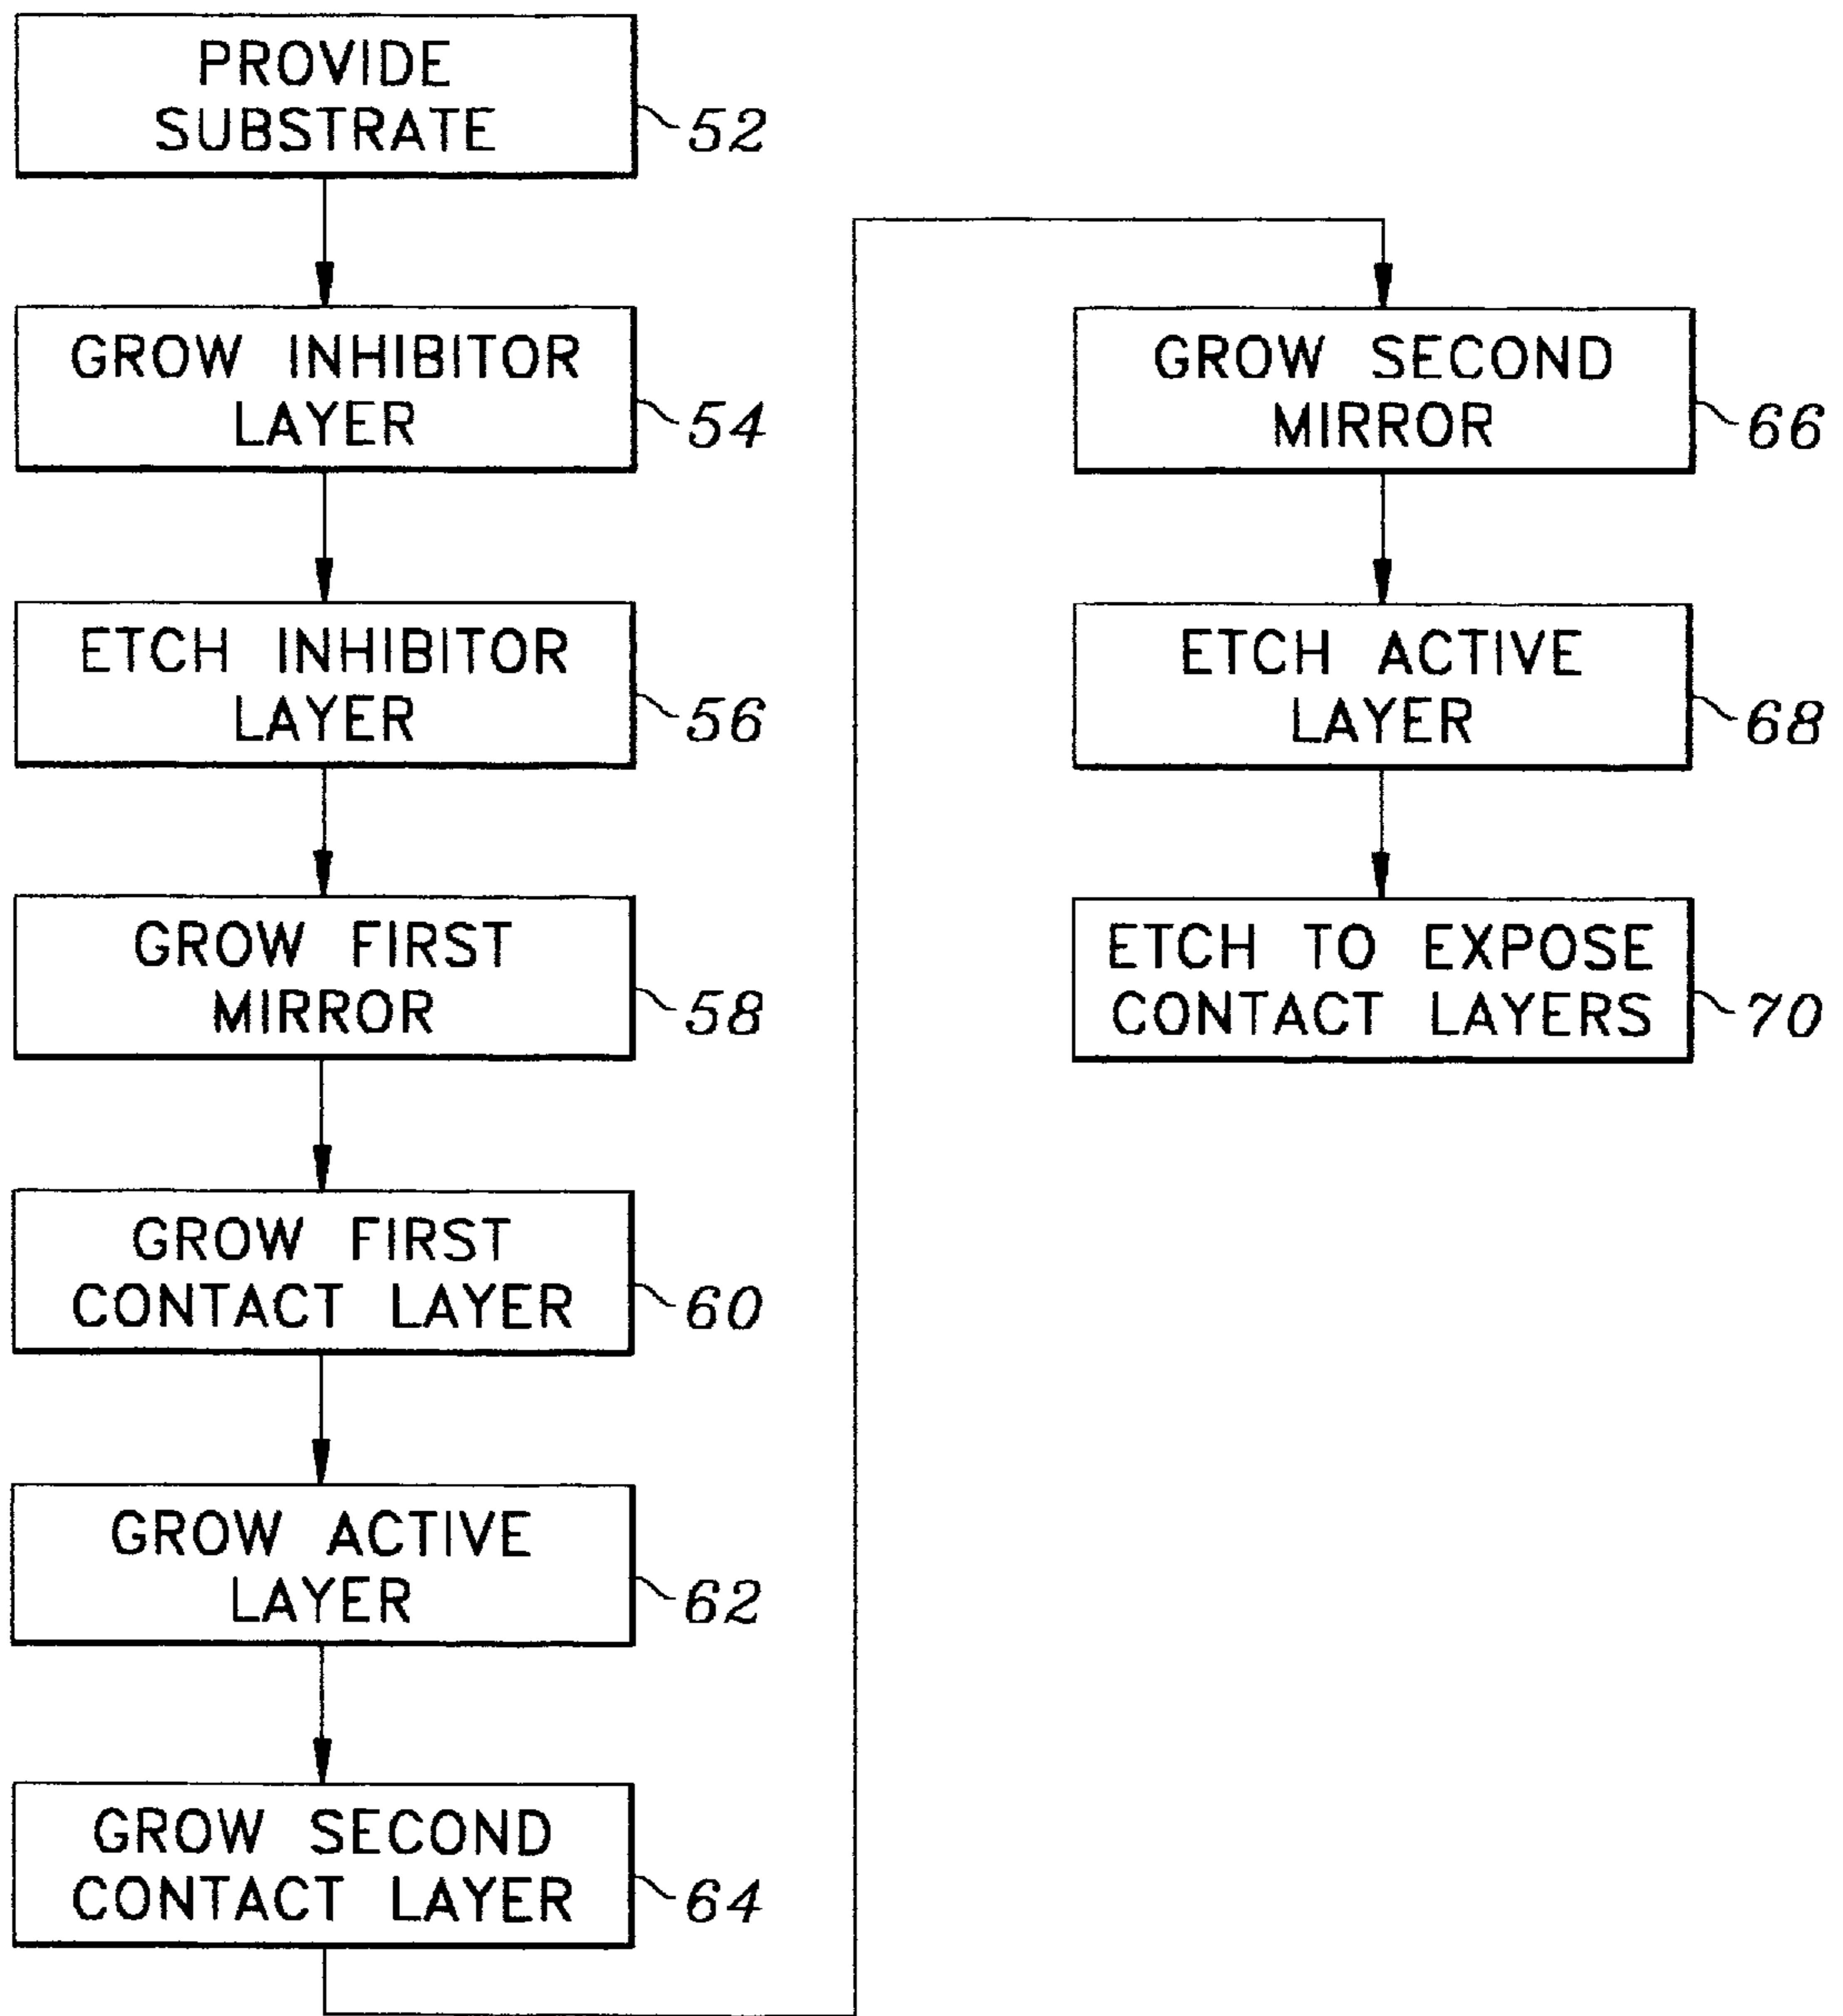 PROVIDE
SUBSTRATE
52
GROW INHIBITOR
LAYER
54
ETCH INHIBITOR
LAYER
56
GROW FIRST
MIRROR
58
GROW FIRST
CONTACT LAYER
60
GROW ACTIVE
LAYER
62
GROW SECOND
CONTACT LAYER
64
GROW SECOND
MIRROR
66
ETCH ACTIVE
LAYER
68
ETCH TO EXPOSE
CONTACT LAYERS
70